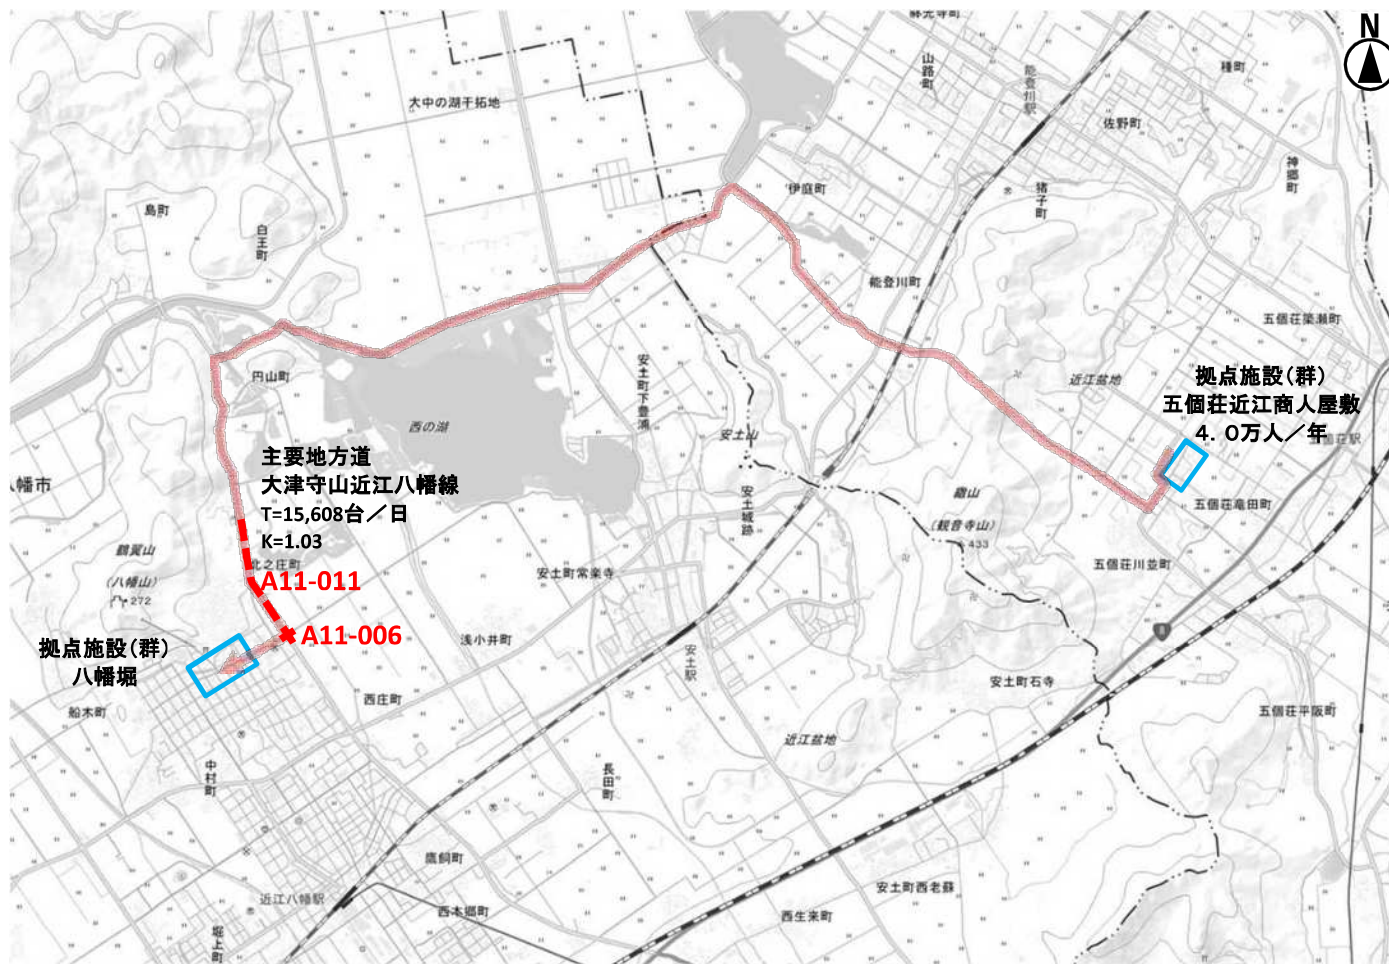 麻光寺町
N
山路町
能登川駅
種町
大中の湖干拓地
佐野町
神郷町
伊庭町
猪子町
島町
白王町
能登川町
五個荘簗瀬町
円山町
安土町下豊浦
近江盆地
拠点施設(群)
五個荘近江商人屋敷
4.0万人/年
西の湖
安土山
主要地方道
大津守山近江八幡線
T=15,608台/日
K=1.03
八幡市
安土城跡
繖山
(観音寺山)
433
五個荘竜田町
鶴翼山
(八幡山)
272
北之庄町
A11-011
安土町常楽寺
五個荘川並町
A11-006
拠点施設(群)
八幡堀
浅小井町
安土駅
8
西庄町
安土町石寺
船木町
五個荘平阪町
近江盆地
中村町
長田町
鷹飼町
近江八幡駅
安土町西老蘇
西本郷町
西生来町
堀上町